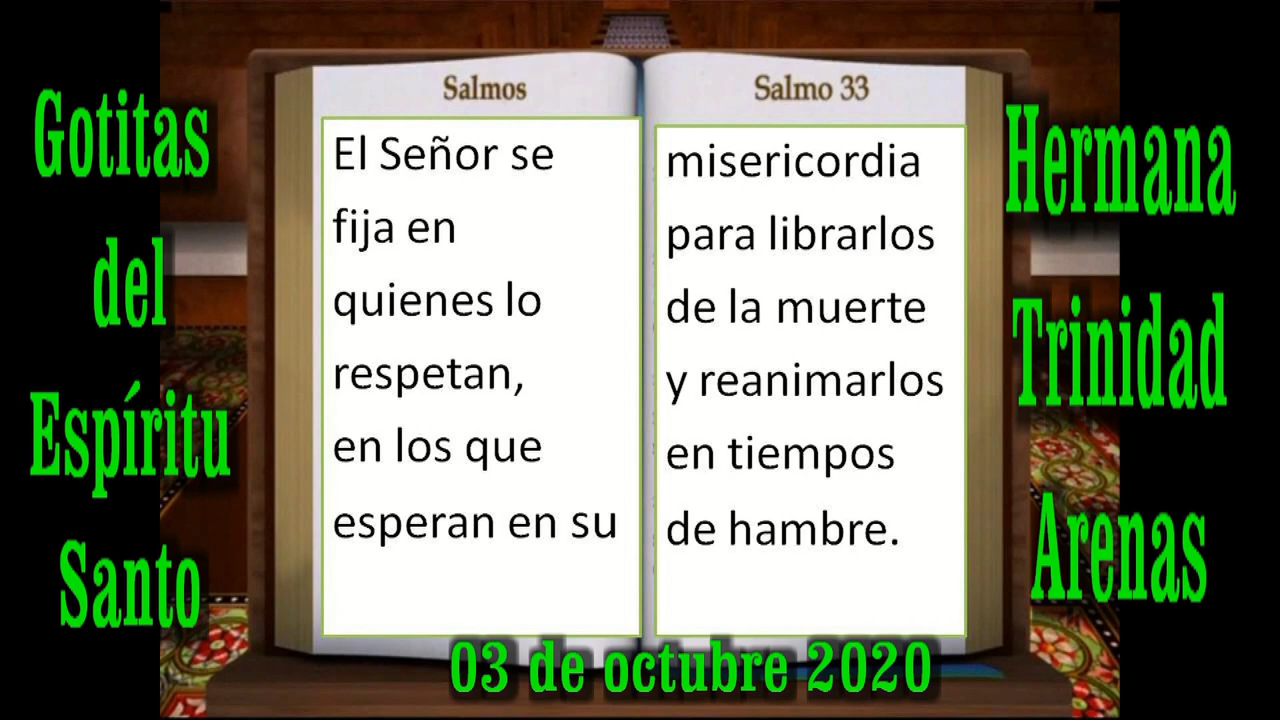 Gotitas
del
Espíritu
Santo
Salmos
El Señor se
fija en
quienes lo
respetan,
en los que
esperan en su
Salmo 33
misericordia
para librarlos
de la muerte
y reanimarlos
en tiempos
de hambre.
Hermana
Trinidad
Arenas
03 de octubre 2020